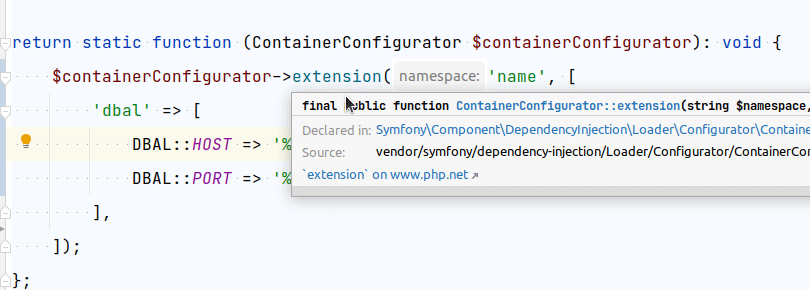 return static function (ContainerConfigurator $containerConfigurator): void {
$containerConfigurator->extension( namespace: 'name', [
final public function ContainerConfigurator::extension(string $namespace,
'dbal' => [
Declared in: Symfony\Component\DependencyInjection\Loader\Configurator\Containe
DBAL::HOST => '%
Source: vendor/symfony/dependency-injection/Loader/Configurator/ContainerCon
DBAL::PORT => '%
`extension` on www.php.net ↗
],
]);
};